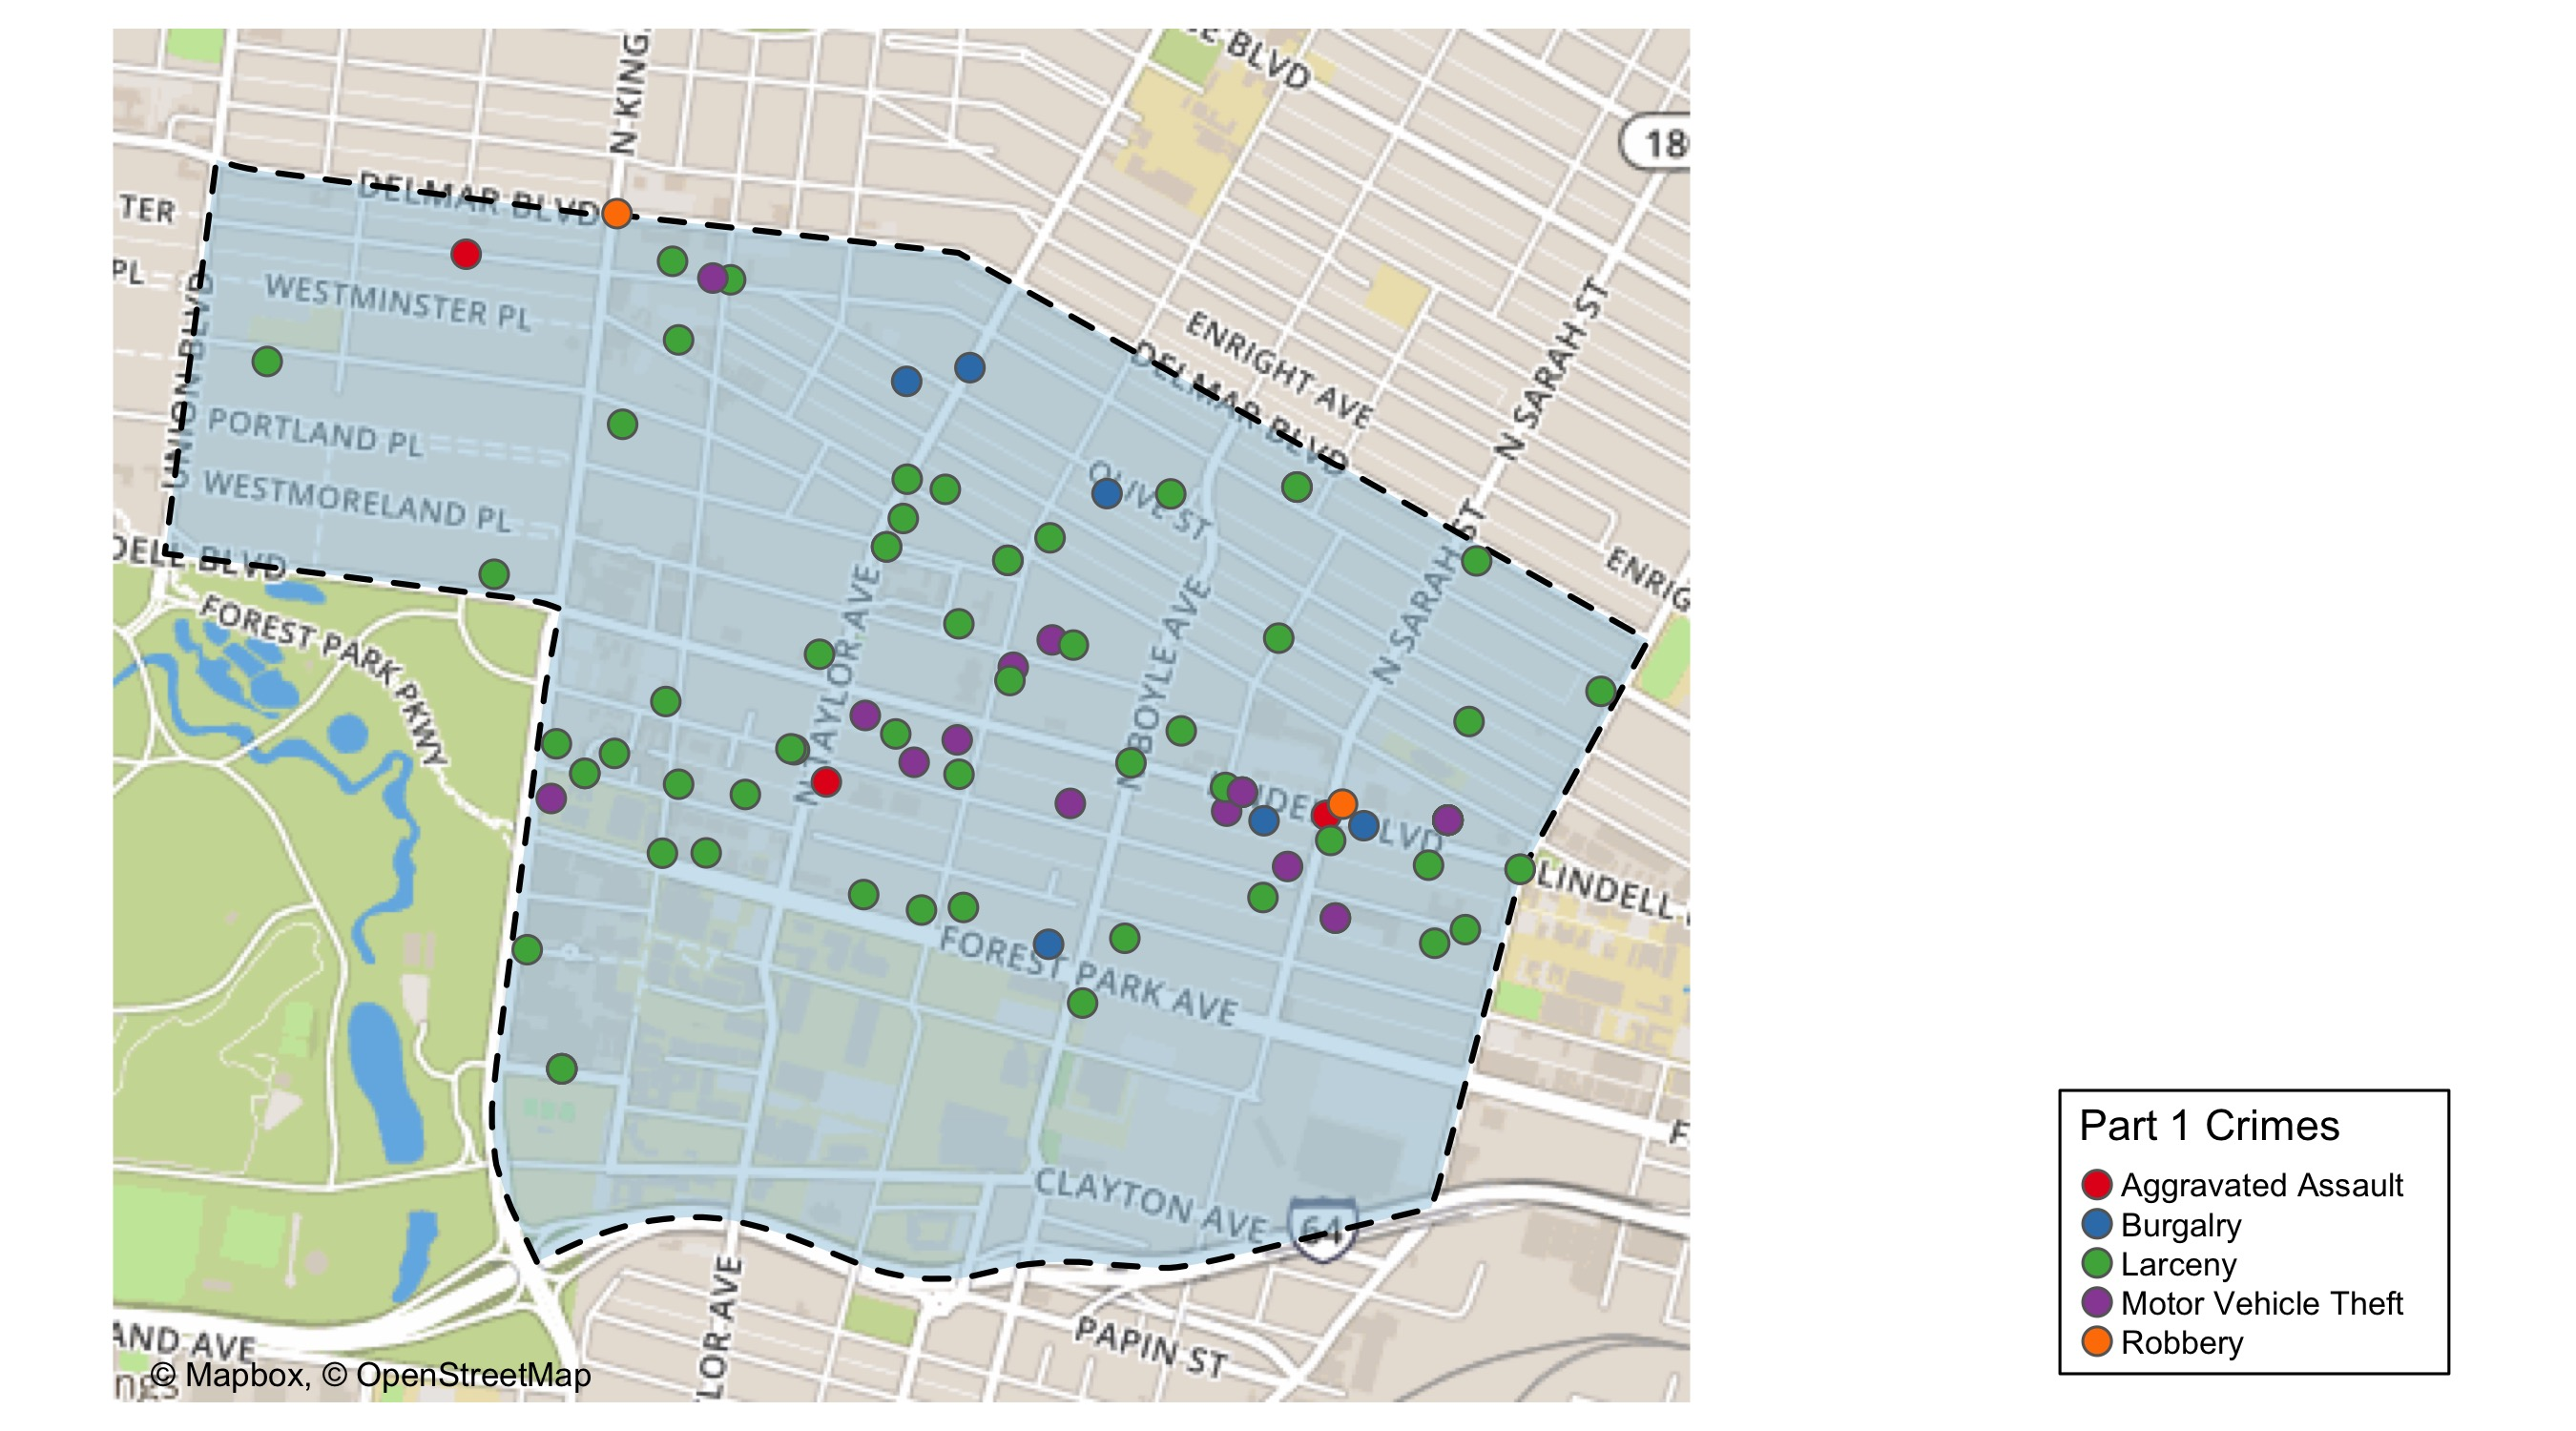 LE BLVD
N KING
18
DELMAR BLVD
TER
PL
WESTMINSTER PL
UNION BLVD
PORTLAND PL
WESTMORELAND PL
DELL BLVD
FOREST PARK PKWY
ENRIGHT AVE
DELMAR BLVD
N SARAH ST
OLIVE ST
N SARAH ST
ENRIG
N TAYLOR AVE
N BOYLE AVE
LINDELL BLVD
LINDELL
FOREST PARK AVE
CLAYTON AVE
64
F
LOR AVE
PAPIN ST
AND AVE
© Mapbox, © OpenStreetMap
ngs
Part 1 Crimes
Aggravated Assault
Burgalry
Larceny
Motor Vehicle Theft
Robbery